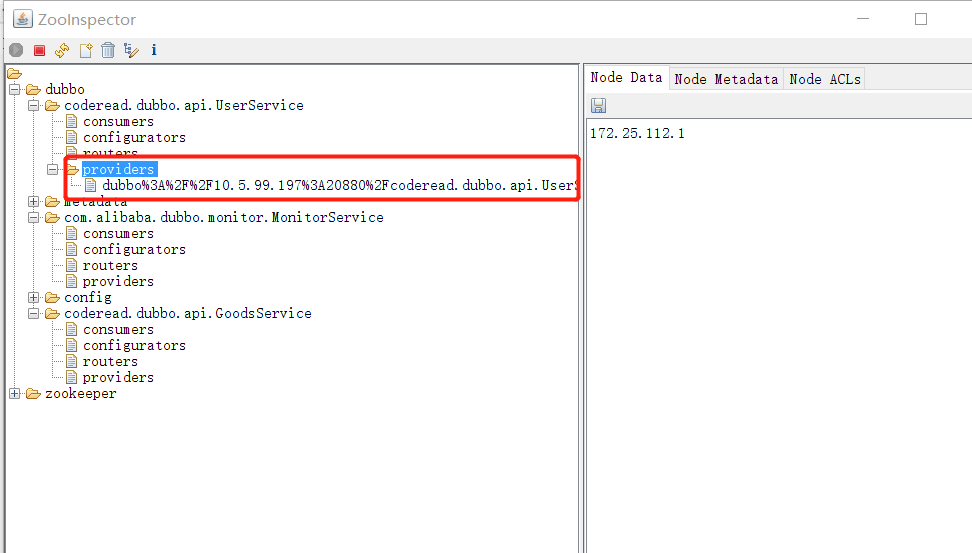 ZooInspector
dubbo
coderead.dubbo.api.UserService
consumers
configurators
routers
providers
dubbo%3A%2F%2F10.5.99.197%3A20880%2Fcoderead.dubbo.api.UserS
metadata
com.alibaba.dubbo.monitor.MonitorService
consumers
configurators
routers
providers
config
coderead.dubbo.api.GoodsService
consumers
configurators
routers
providers
zookeeper
Node Data Node Metadata Node ACLs
172.25.112.1